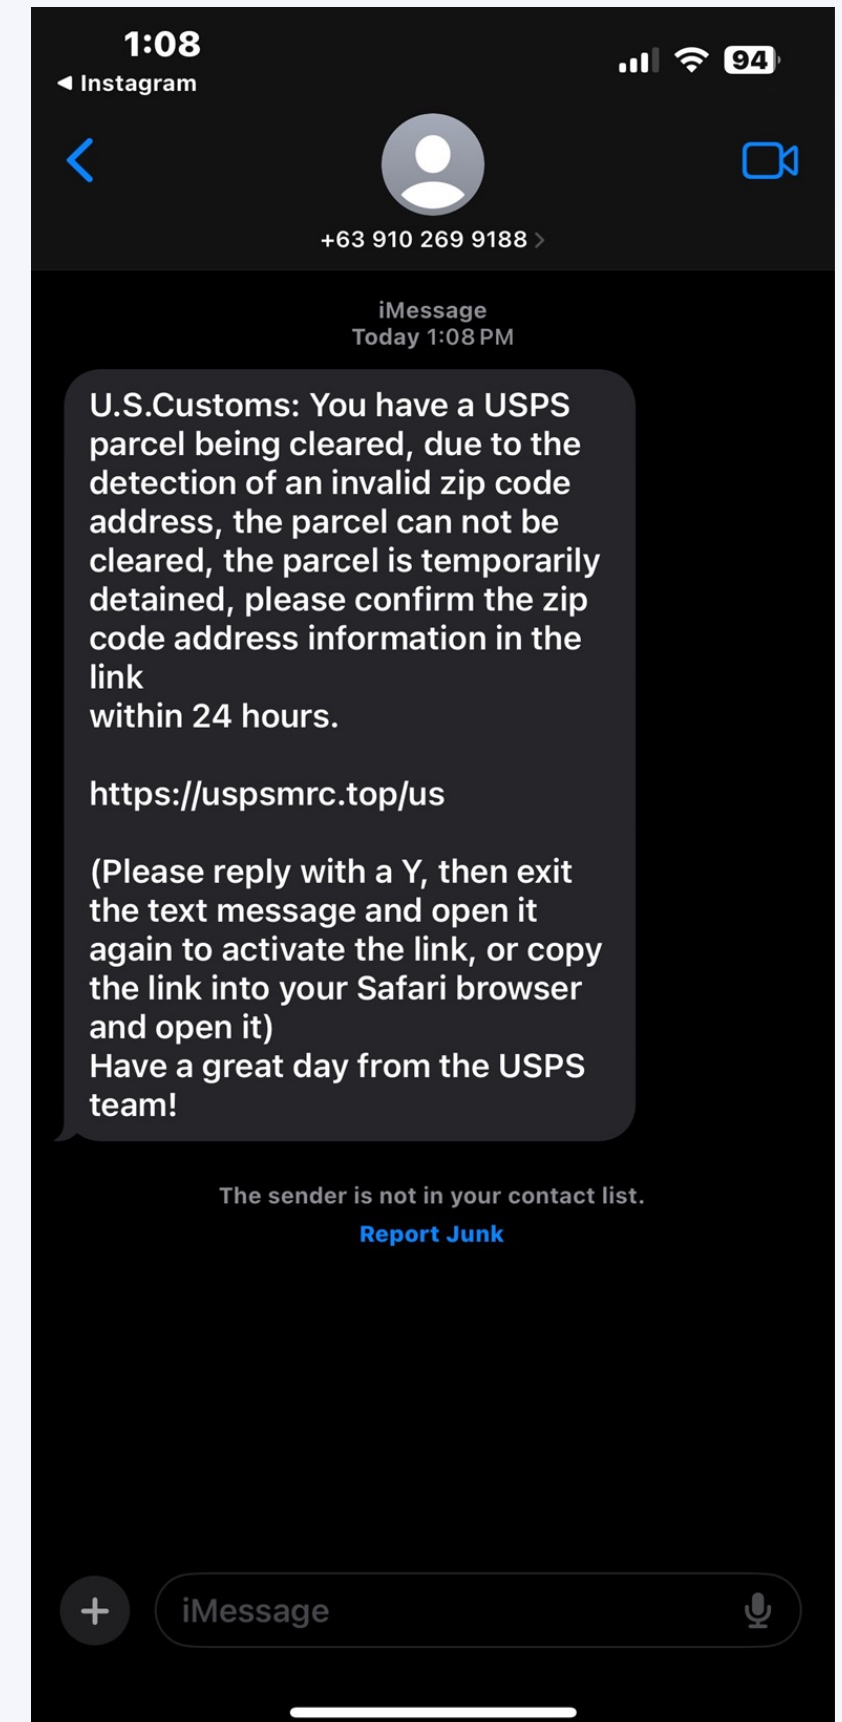 1:08
◀ Instagram
94
+63 910 269 9188 >
iMessage
Today 1:08 PM
U.S.Customs: You have a USPS
parcel being cleared, due to the
detection of an invalid zip code
address, the parcel can not be
cleared, the parcel is temporarily
detained, please confirm the zip
code address information in the
link
within 24 hours.
https://uspsmrc.top/us
(Please reply with a Y, then exit
the text message and open it
again to activate the link, or copy
the link into your Safari browser
and open it)
Have a great day from the USPS
team!
The sender is not in your contact list.
Report Junk
iMessage